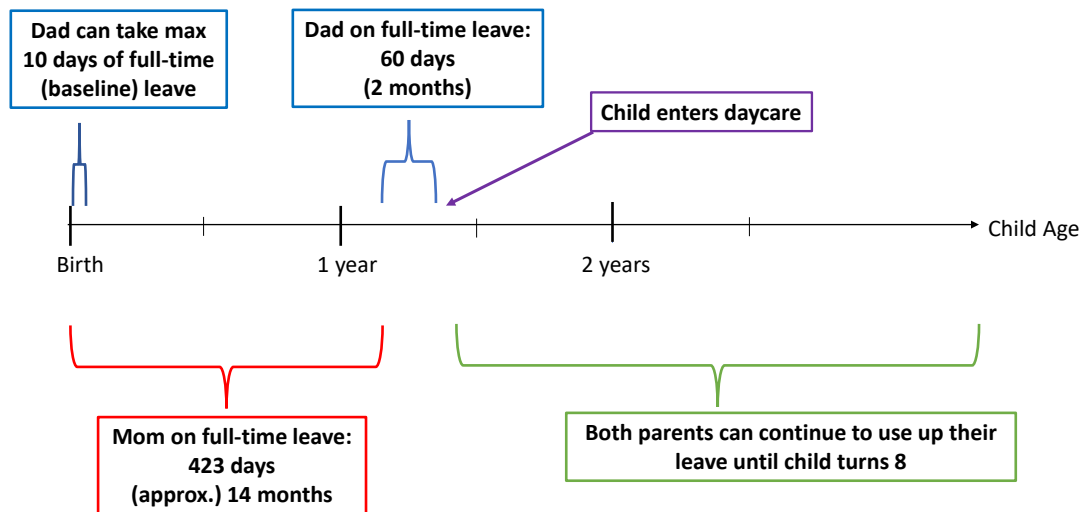 Dad can take max
10 days of full-time
(baseline) leave
Dad on full-time leave:
60 days
(2 months)
Child enters daycare
Child Age
Birth
1 year
2 years
Mom on full-time leave:
423 days
(approx.) 14 months
Both parents can continue to use up their
leave until child turns 8